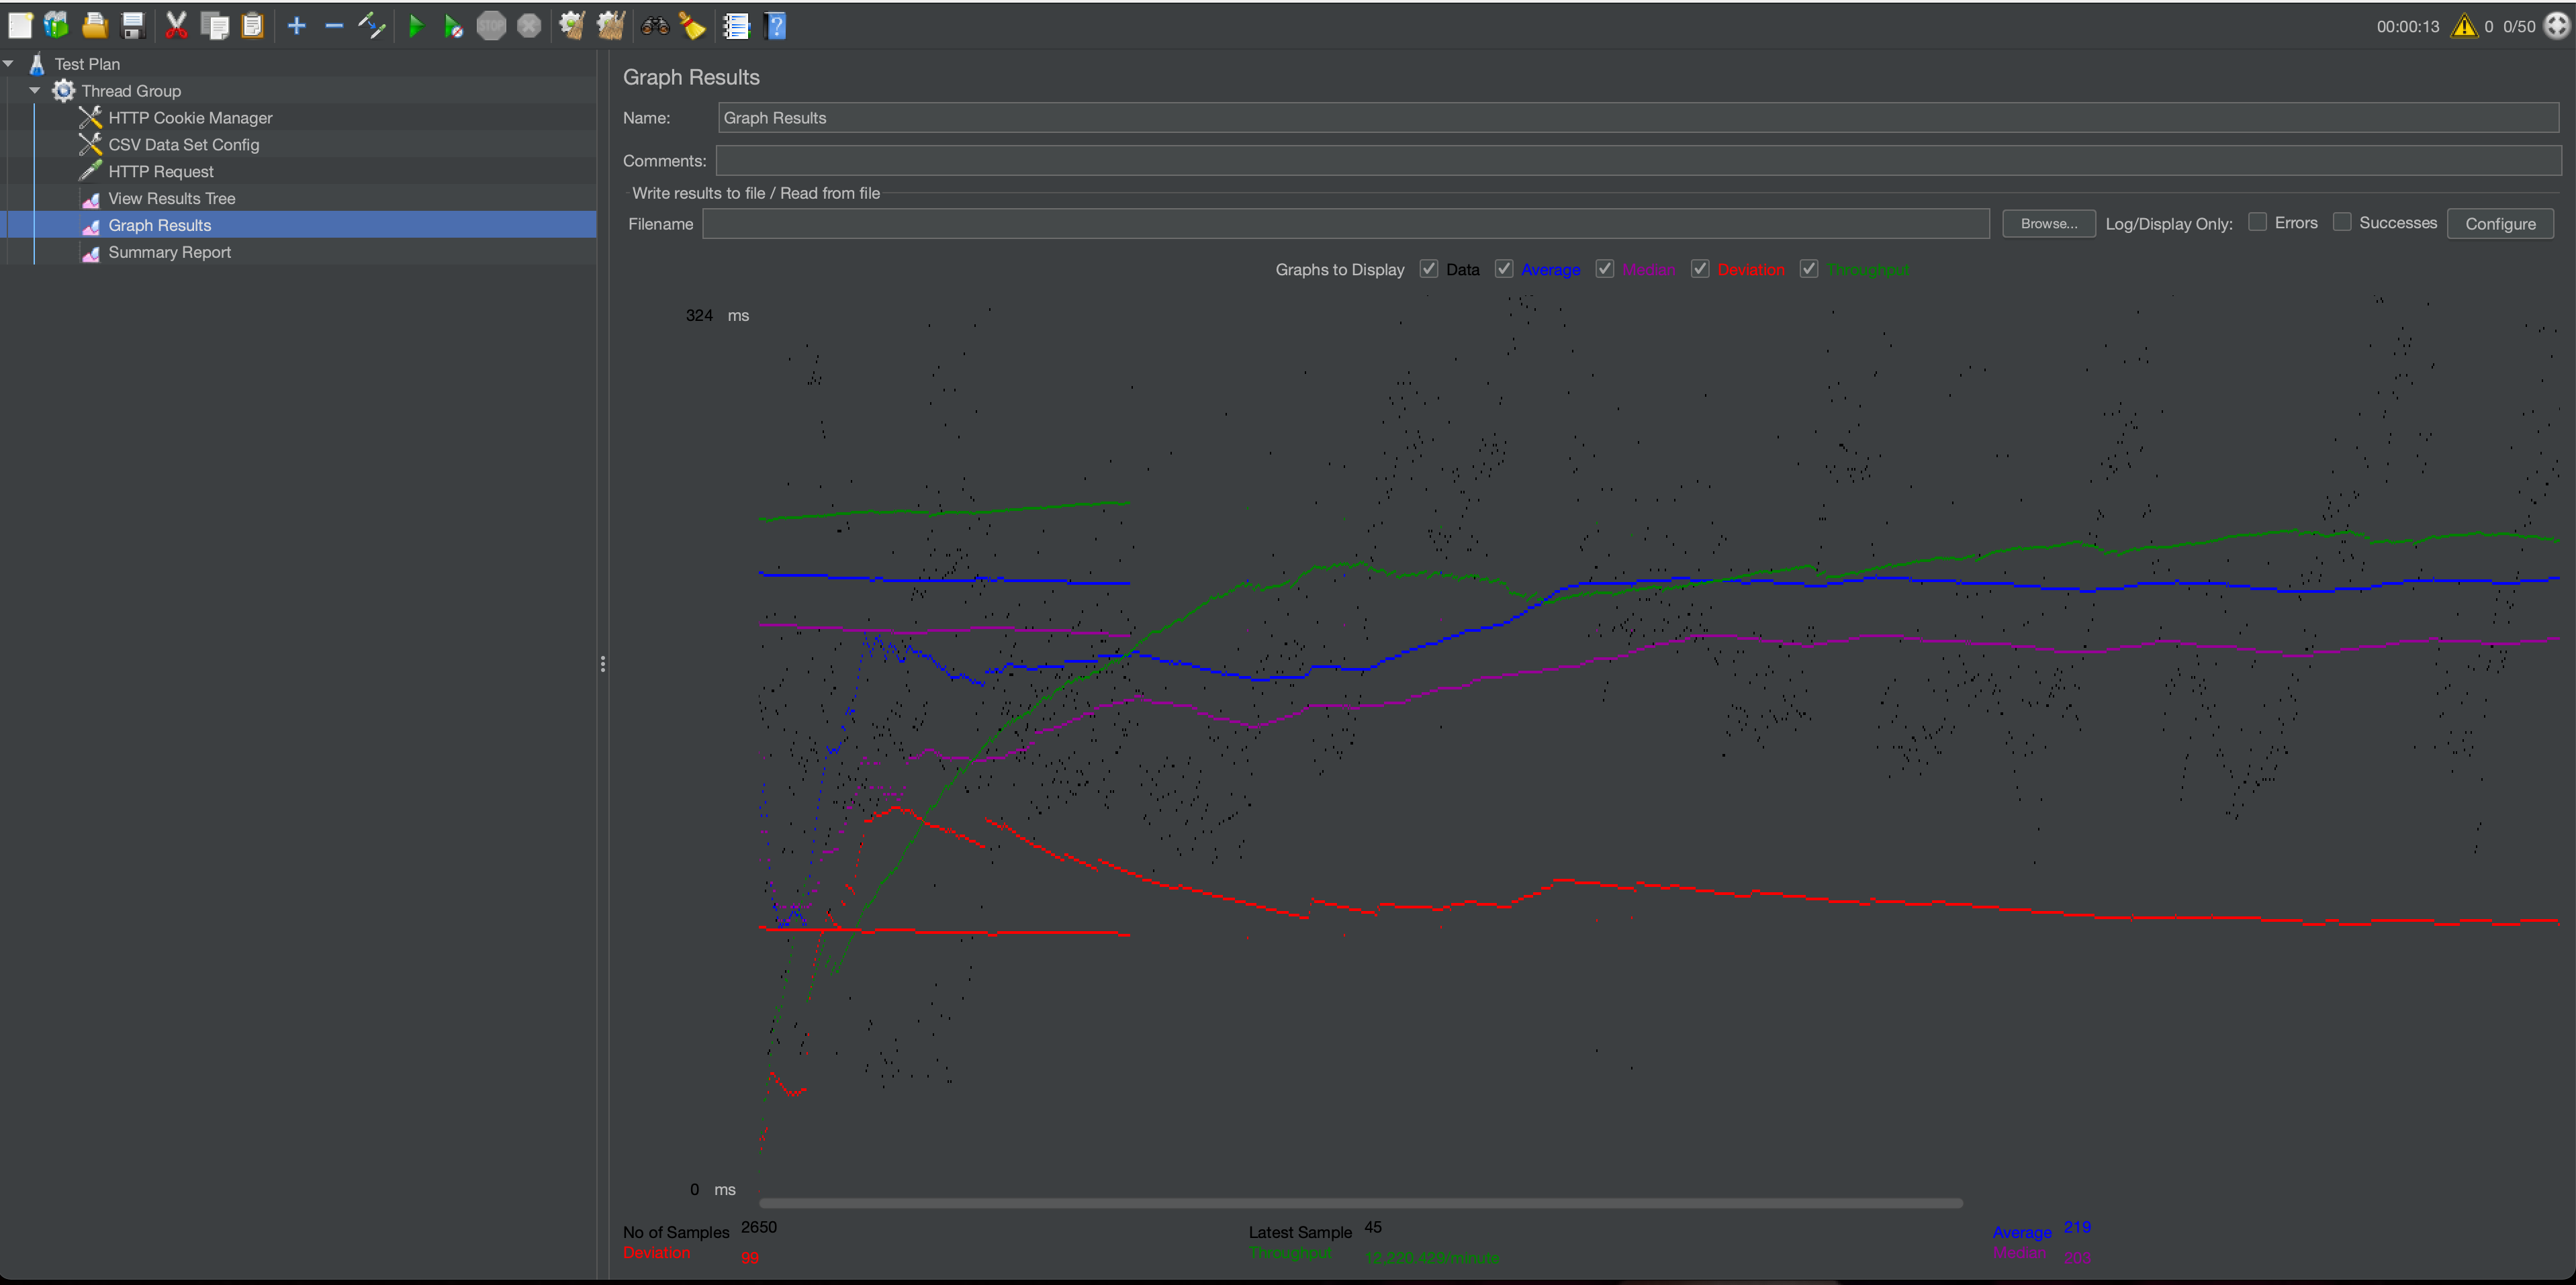 00:00:13 0 0/50
Test Plan
Thread Group
HTTP Cookie Manager
CSV Data Set Config
HTTP Request
View Results Tree
Graph Results
Summary Report
Graph Results
Name: Graph Results
Comments:
Write results to file / Read from file
Filename Browse... Log/Display Only: Errors Successes Configure
Graphs to Display Data Average Median Deviation Throughput
324 ms
0 ms
No of Samples 2650 Latest Sample 45 Average 219
Deviation 99 Throughput 12,220.429/minute Median 203